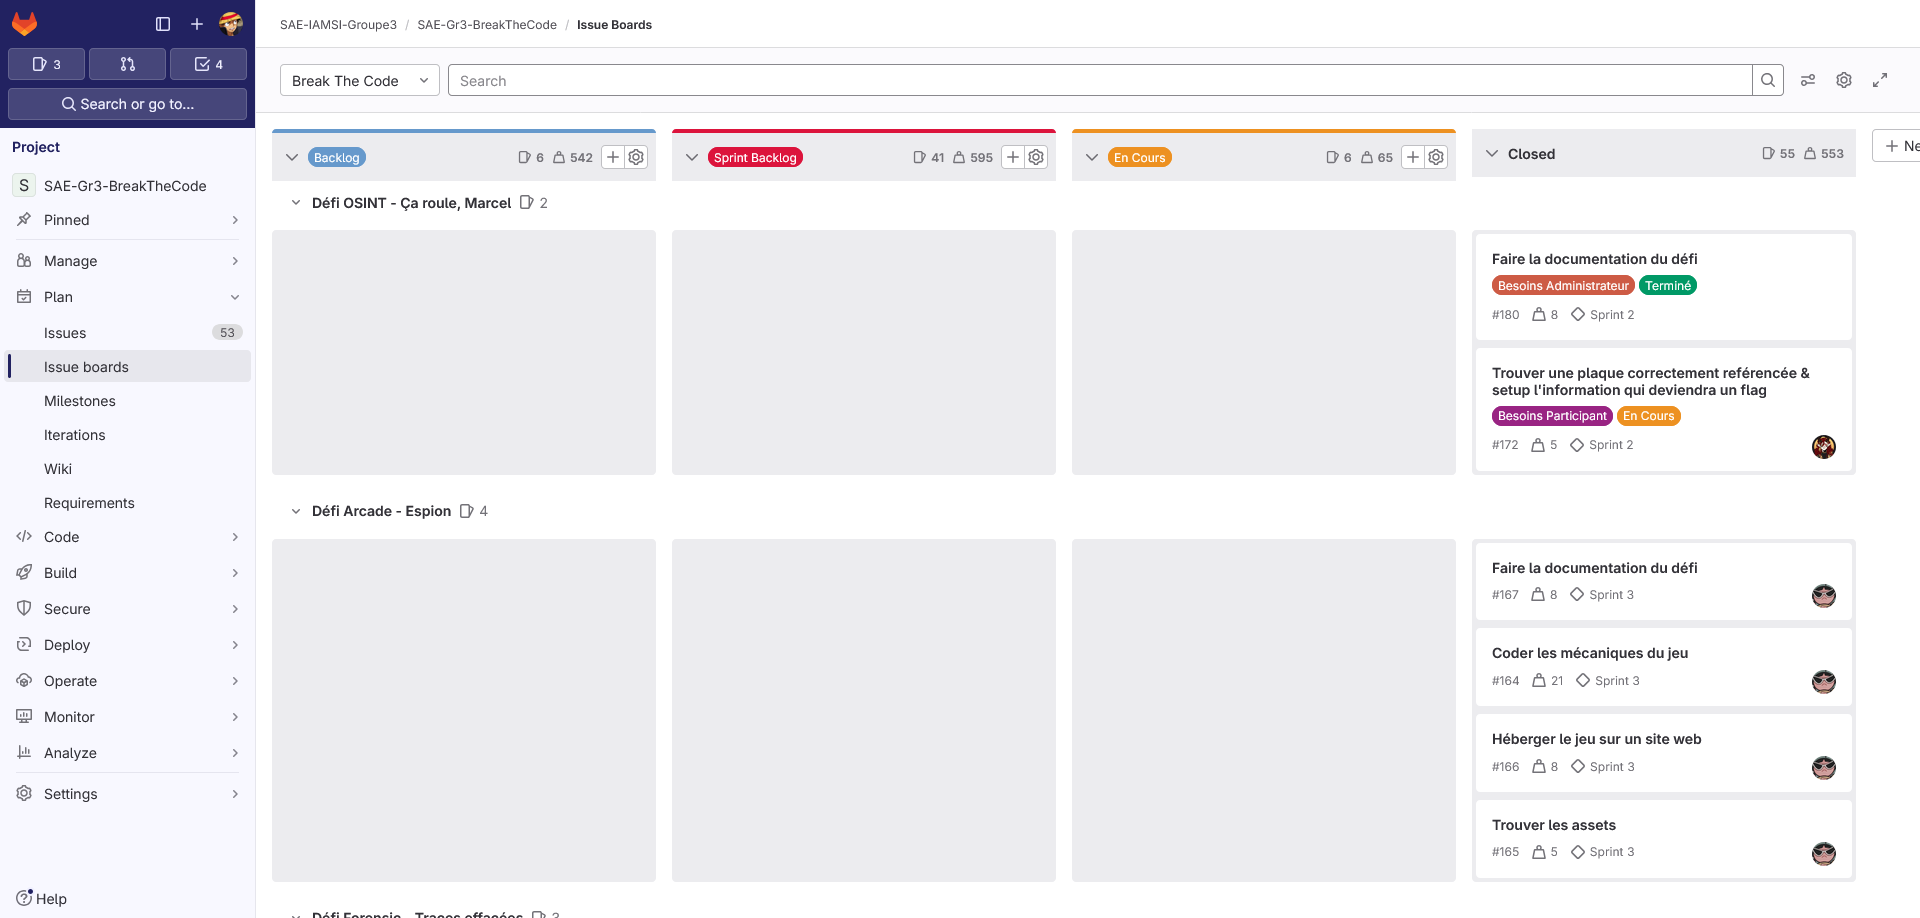 SAE-IAMSI-Groupe3 / SAE-Gr3-BreakTheCode / Issue Boards
3
4
Search or go to...
Project
S SAE-Gr3-BreakTheCode
Pinned
Manage
Plan
Issues 53
Issue boards
Milestones
Iterations
Wiki
Requirements
Code
Build
Secure
Deploy
Operate
Monitor
Analyze
Settings
Help
Break The Code
Search
Backlog 6 542
Sprint Backlog 41 595
En Cours 6 65
Closed 55 553
Ne
Défi OSINT - Ça roule, Marcel 2
Faire la documentation du défi
Besoins Administrateur Terminé
#180 8 Sprint 2
Trouver une plaque correctement reférencée &
setup l'information qui deviendra un flag
Besoins Participant En Cours
#172 5 Sprint 2
Défi Arcade - Espion 4
Faire la documentation du défi
#167 8 Sprint 3
Coder les mécaniques du jeu
#164 21 Sprint 3
Héberger le jeu sur un site web
#166 8 Sprint 3
Trouver les assets
#165 5 Sprint 3
Défi Forensic - Traces effacées 3